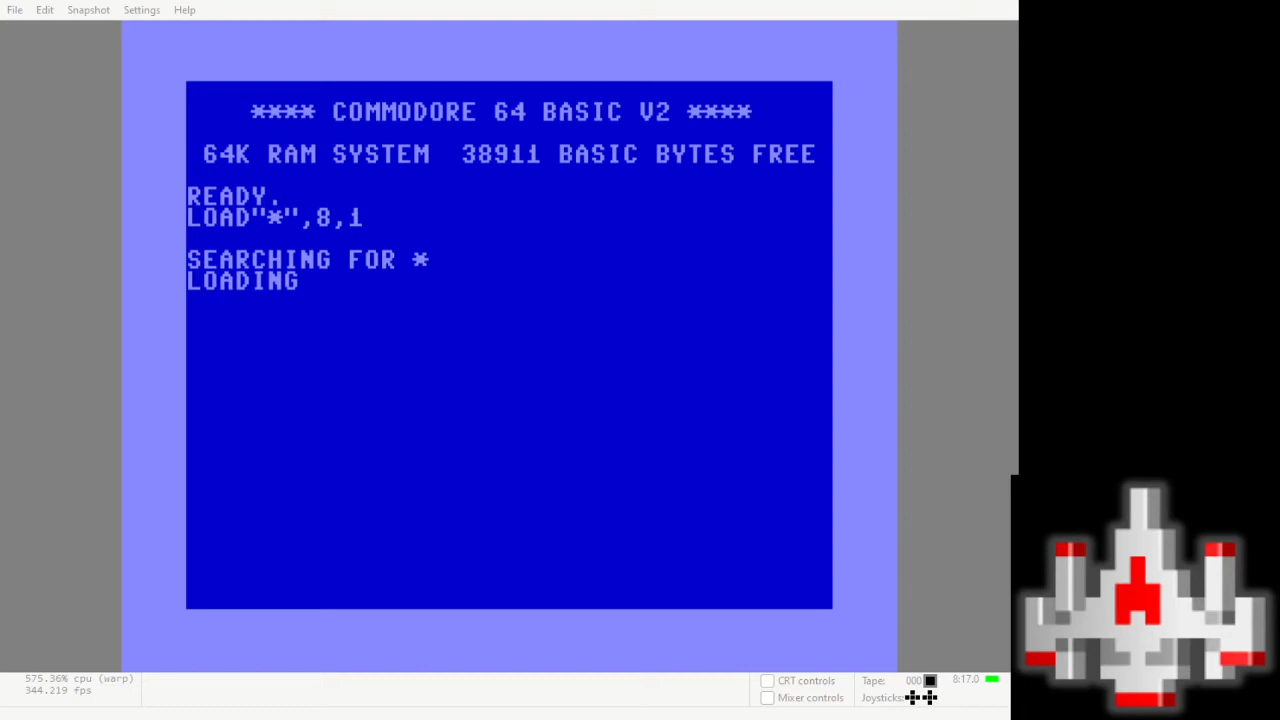 File Edit Snapshot Settings Help
**** COMMODORE 64 BASIC V2 ****
64K RAM SYSTEM 38911 BASIC BYTES FREE
READY.
LOAD"*",8,1
SEARCHING FOR *
LOADING
575.36% cpu (warp)
344.219 fps
CRT controls
Mixer controls
Tape: 000
Joysticks:
8:17.0